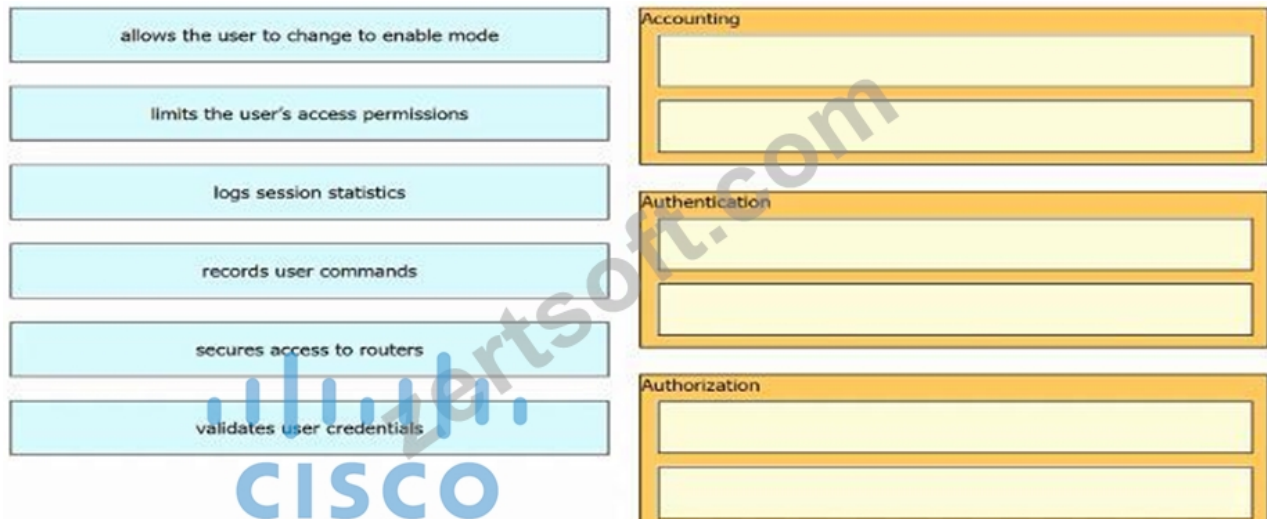 allows the user to change to enable mode
limits the user's access permissions
logs session statistics
records user commands
secures access to routers
validates user credentials
Accounting
Authentication
Authorization
zertsoft.com
CISCO